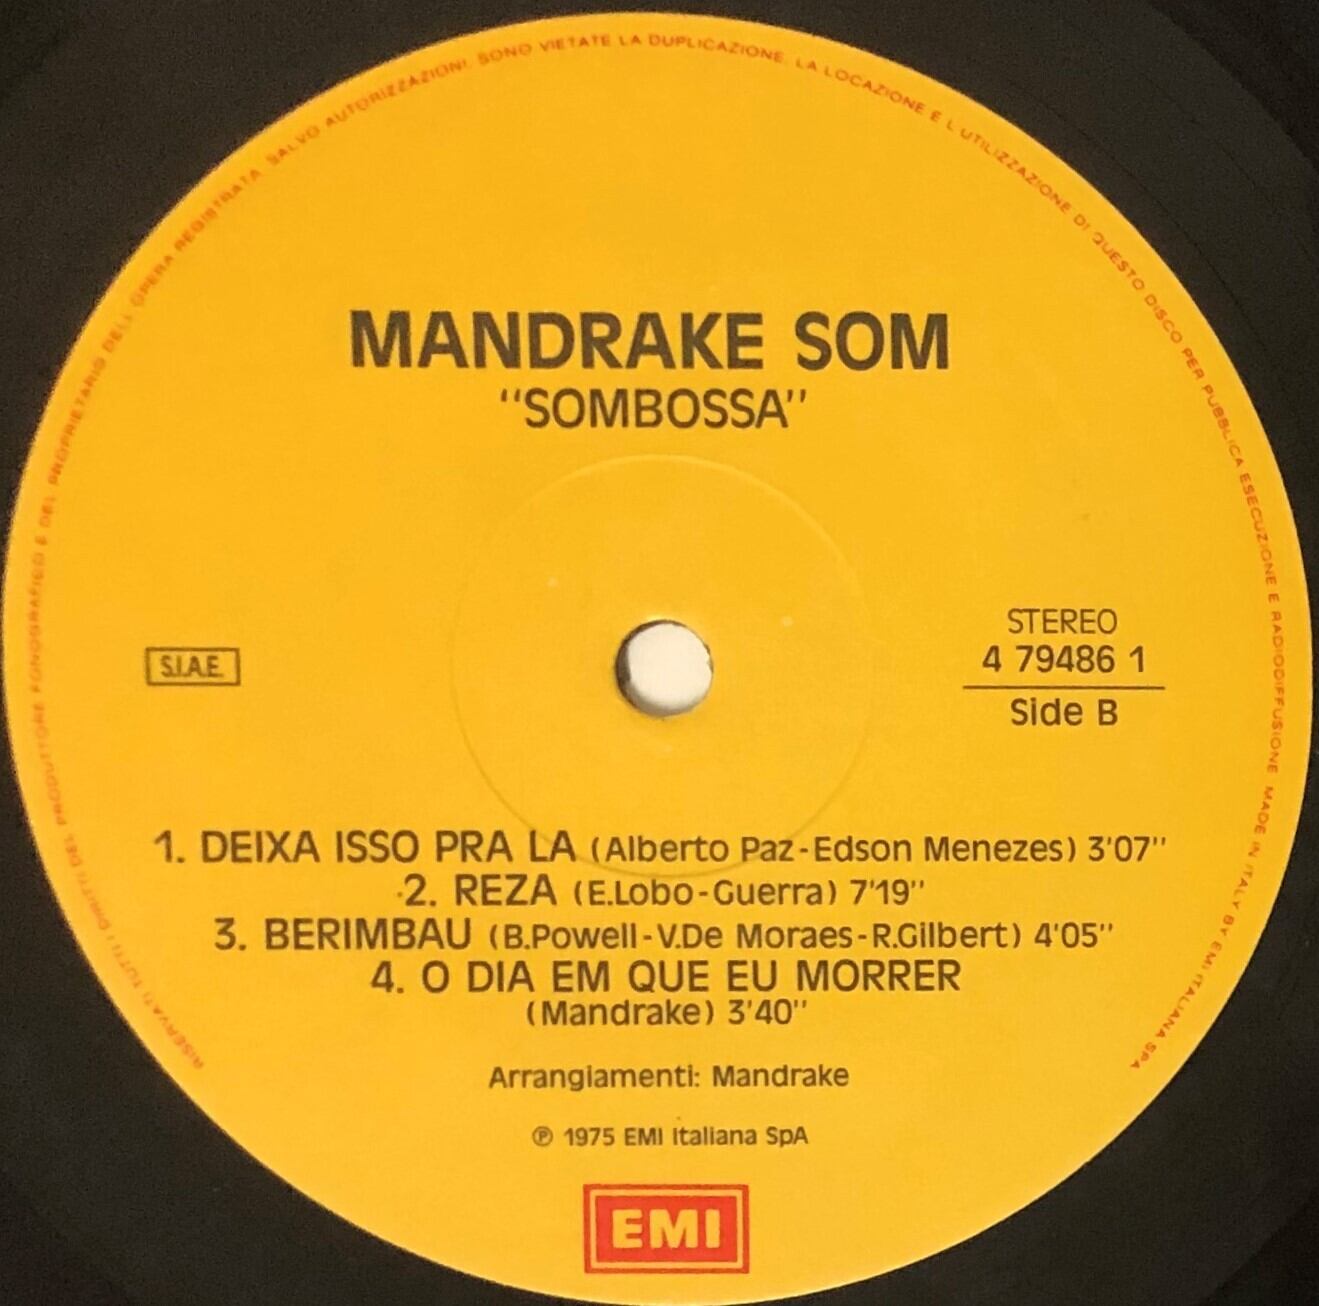 RISERVATI TUTTI I DIRITTI DEL PRODUTTORE FONOGRAFICO E DEL PROPRIETARIO DELL'OPERA REGISTRATA. SALVO AUTORIZZAZIONI, SONO VIETATE LA DUPLICAZIONE, LA LOCAZIONE E L'UTILIZZAZIONE DI QUESTO DISCO PER PUBBLICA ESECUZIONE E RADIODIFFUSIONE MADE IN ITALY BY EMI ITALIANA SPA
MANDRAKE SOM
"SOMBOSSA"
S.I.A.E.
STEREO
4 79486 1
Side B
1. DEIXA ISSO PRA LA (Alberto Paz-Edson Menezes) 3'07"
2. REZA (E.Lobo-Guerra) 7'19"
3. BERIMBAU (B.Powell-V.De Moraes-R.Gilbert) 4'05"
4. O DIA EM QUE EU MORRER
(Mandrake) 3'40"
Arrangiamenti: Mandrake
℗ 1975 EMI Italiana SpA
EMI